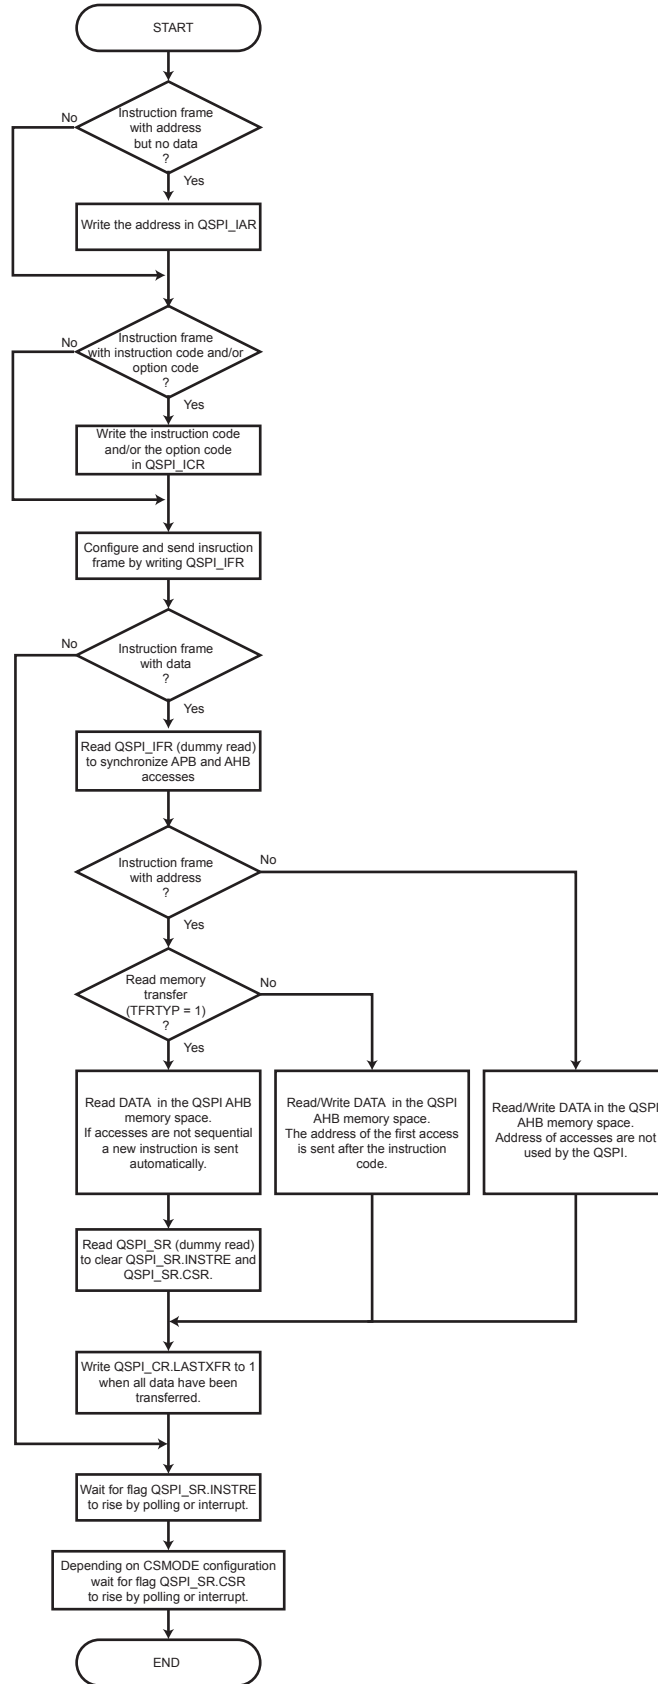 START
Instruction frame
with address
but no data
?
No
Yes
Write the address in QSPI_IAR
Instruction frame
with instruction code and/or
option code
?
No
Yes
Write the instruction code
and/or the option code
in QSPI_ICR
Configure and send insruction
frame by writing QSPI_IFR
No
Instruction frame
with data
?
Yes
Read QSPI_IFR (dummy read)
to synchronize APB and AHB
accesses
Instruction frame
with address
?
No
Yes
Read memory
transfer
(TFRTYP = 1)
?
No
Yes
Read DATA in the QSPI AHB
memory space.
If accesses are not sequential
a new instruction is sent
automatically.
Read/Write DATA in the QSPI
AHB memory space.
The address of the first access
is sent after the instruction
code.
Read/Write DATA in the QSPI
AHB memory space.
Address of accesses are not
used by the QSPI.
Read QSPI_SR (dummy read)
to clear QSPI_SR.INSTRE and
QSPI_SR.CSR.
Write QSPI_CR.LASTXFR to 1
when all data have been
transferred.
Wait for flag QSPI_SR.INSTRE
to rise by polling or interrupt.
Depending on CSMODE configuration
wait for flag QSPI_SR.CSR
to rise by polling or interrupt.
END